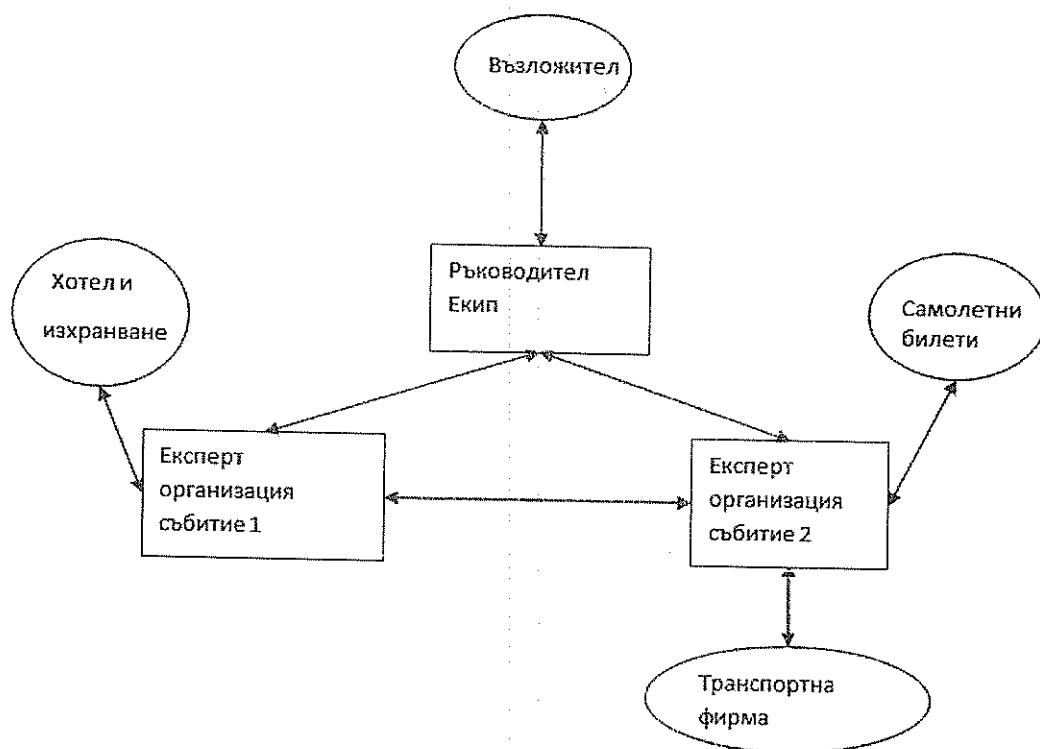 Възложител
Ръководител
Екип
Хотел и
изхранване
Самолетни
билети
Експерт
организация
събитие 1
Експерт
организация
събитие 2
Транспортна
фирма